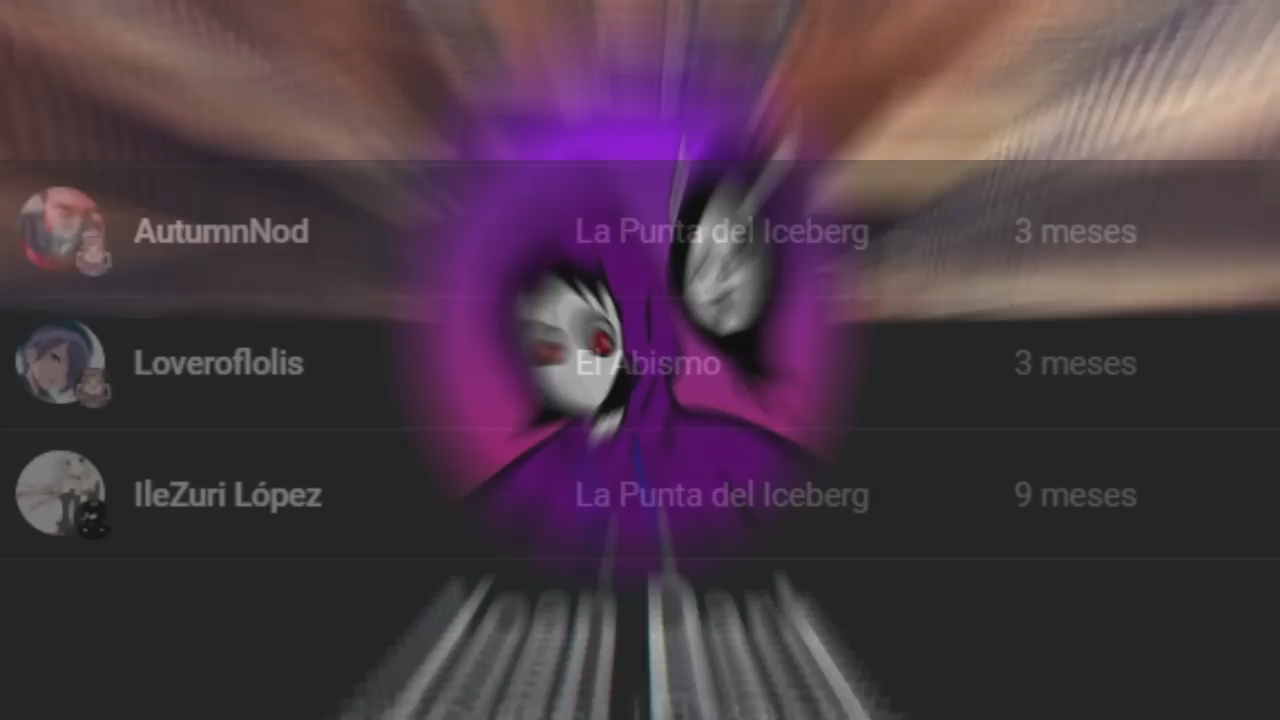 AutumnNod La Punta del Iceberg 3 meses
Loveroflolis El Abismo 3 meses
IleZuri López La Punta del Iceberg 9 meses